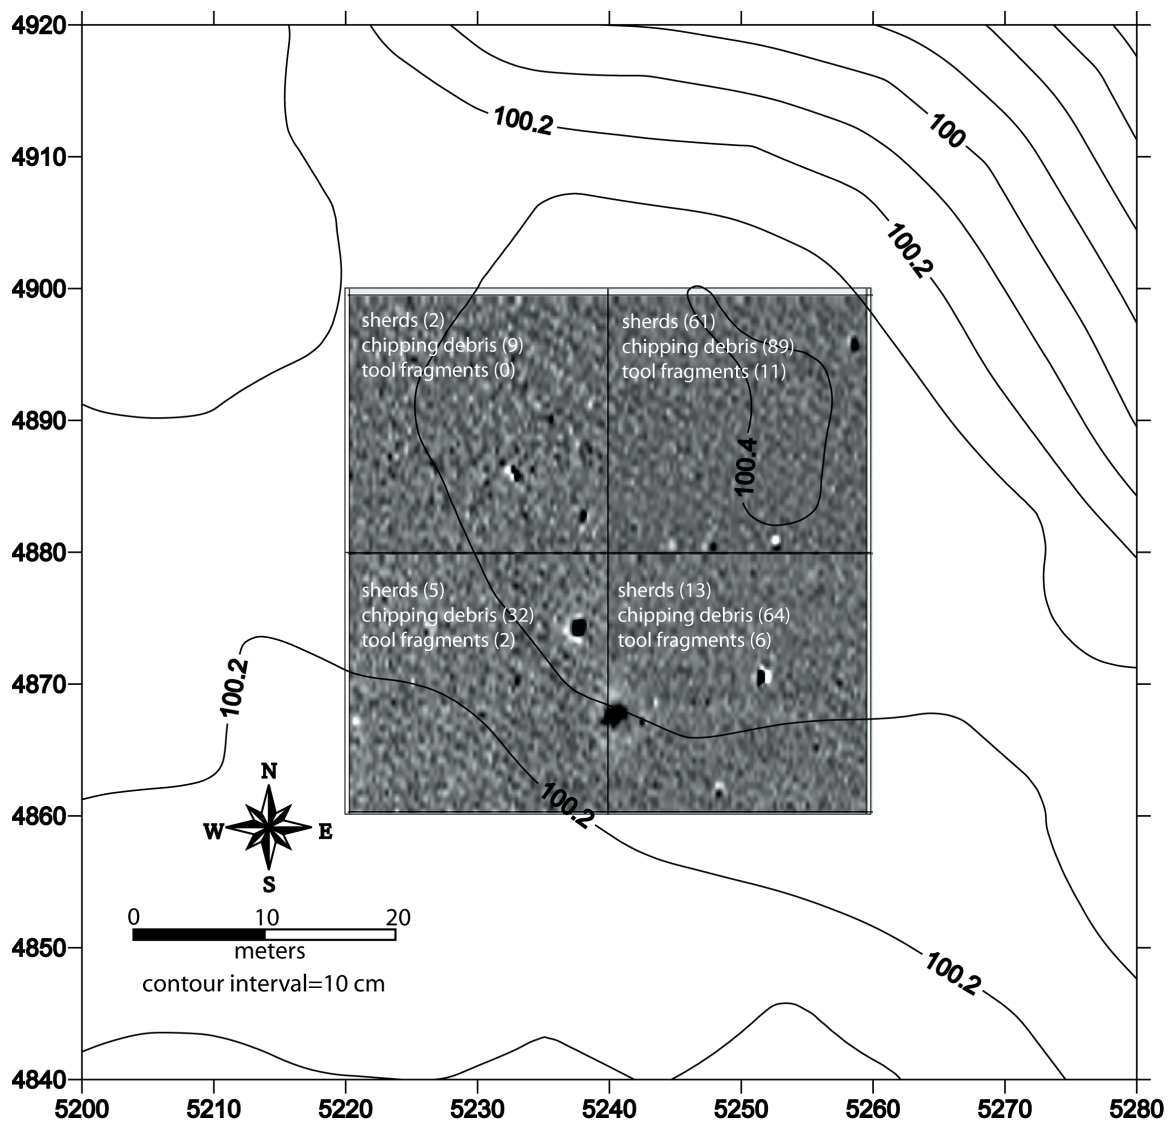 4920
100.2
100
4910
100.2
4900
sherds (2)
chipping debris (9)
tool fragments (0)
sherds (61)
chipping debris (89)
tool fragments (11)
4890
100.4
4880
sherds (5)
chipping debris (32)
tool fragments (2)
sherds (13)
chipping debris (64)
tool fragments (6)
4870
100.2
4860
100.2
N
W E
S
0 10 20
meters
contour interval=10 cm
4850
100.2
4840
5200 5210 5220 5230 5240 5250 5260 5270 5280